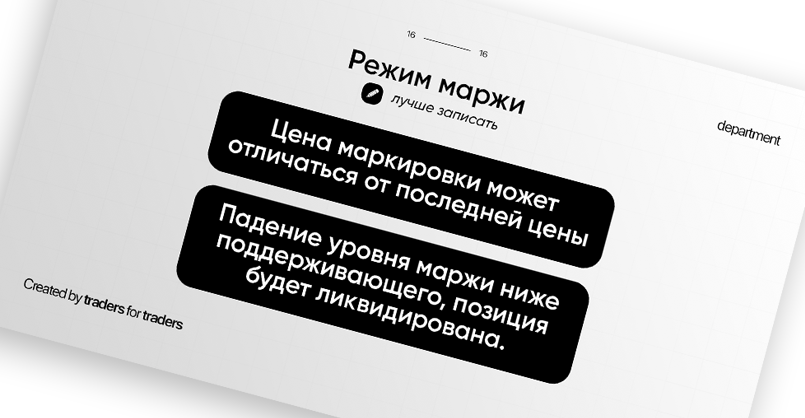 16 16
Режим маржи
лучше записать
department
Цена маркировки может
отличаться от последней цены
Падение уровня маржи ниже
поддерживающего, позиция
будет ликвидирована.
Created by traders for traders